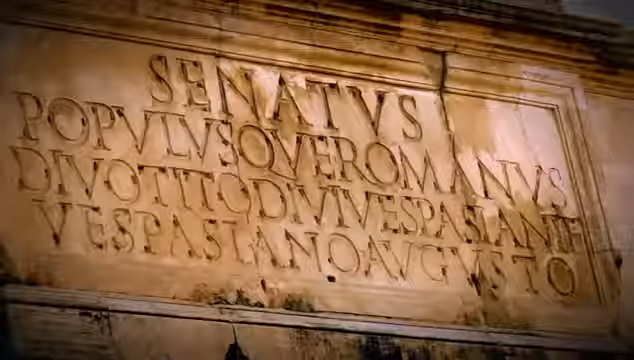 SENATVS
POPVLVSQVEROMANVS
DIVOTITODIVIVESPASIANIF
VESPASIANOAVGVSTO